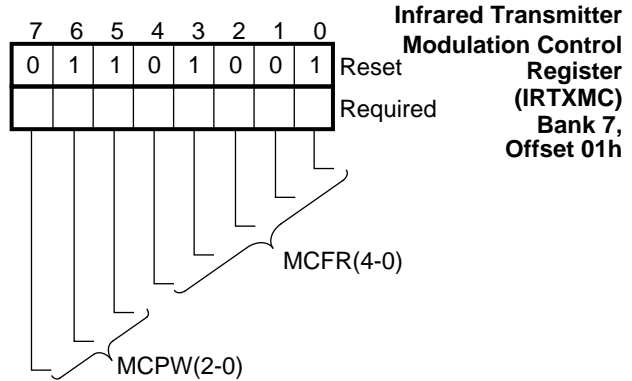 Infrared Transmitter
Modulation Control
Register
(IRTXMC)
Bank 7,
Offset 01h
7 6 5 4 3 2 1 0
0 1 1 0 1 0 0 1 Reset
Required
MCFR(4-0)
MCPW(2-0)